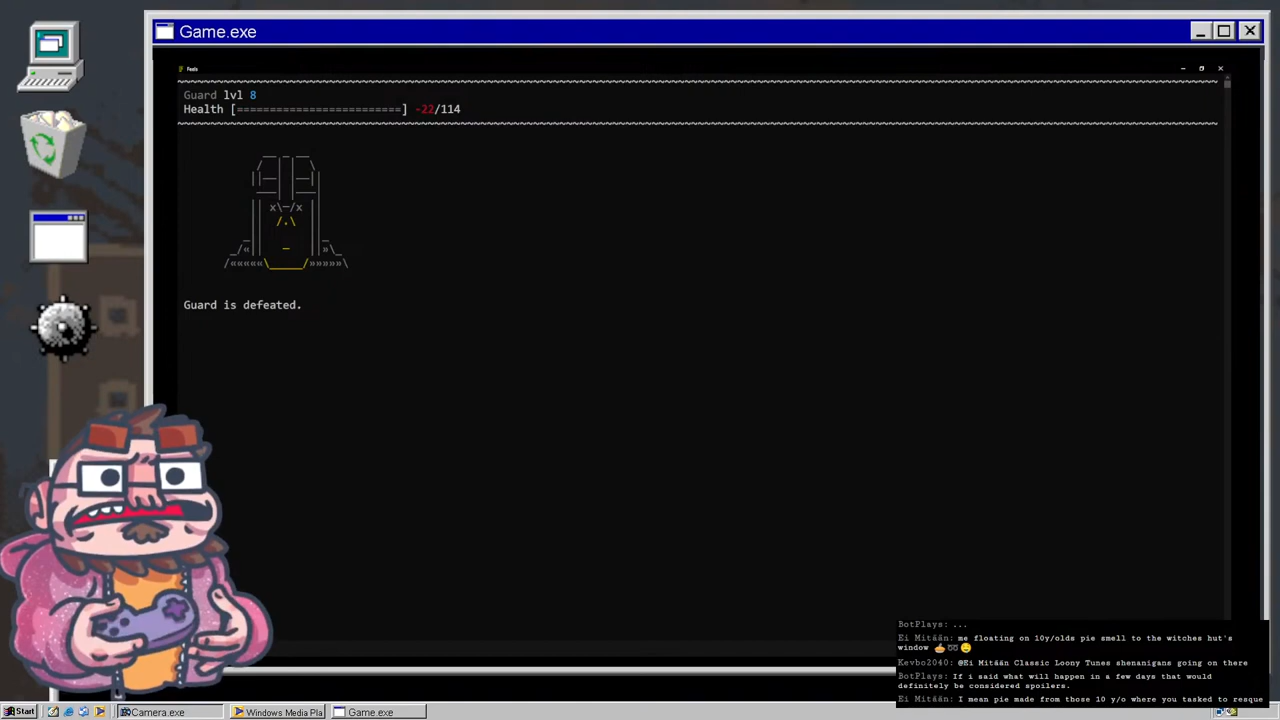 Game.exe
Fools
Guard lvl 8
Health [=========================] -22/114
Guard is defeated.
BotPlays: ...
Ei Mitään: me floating on 10y/olds pie smell to the witches hut's
window
Kevbo2040: @Ei Mitään Classic Loony Tunes shenanigans going on there
BotPlays: If i said what will happen in a few days that would
definitely be considered spoilers.
Ei Mitään: I mean pie made from those 10 y/o where you tasked to resque
Start
Camera.exe
Windows Media Pla
Game.exe